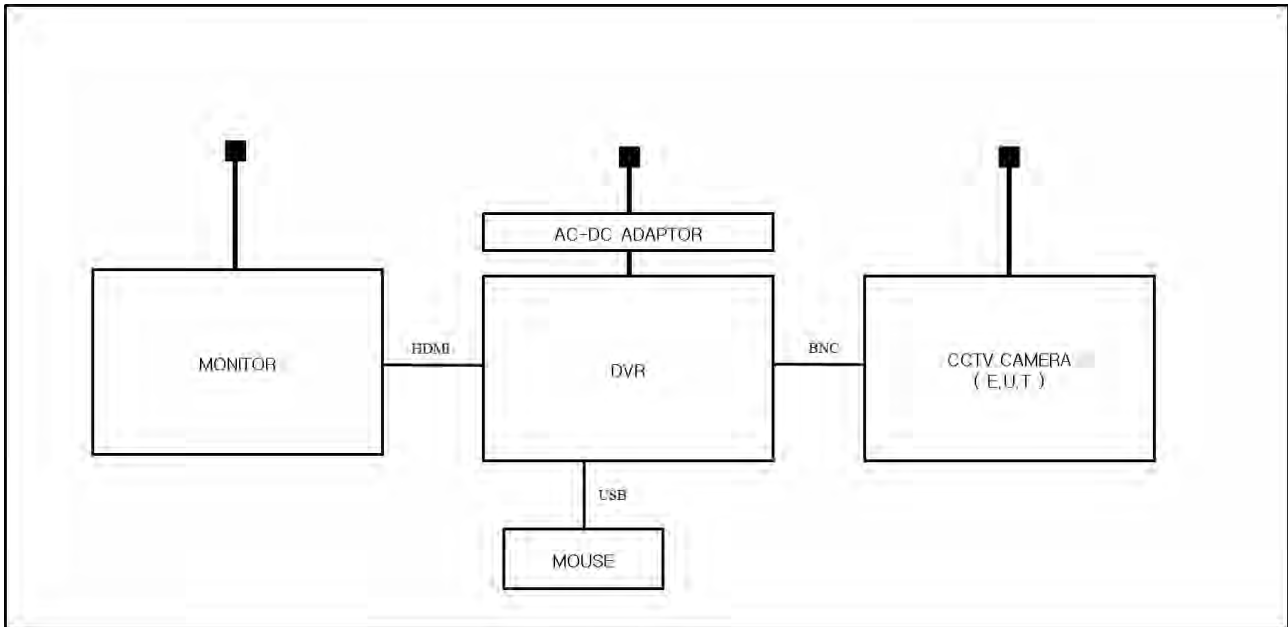 AC-DC ADAPTOR
MONITOR
HDMI
DVR
BNC
CCTV CAMERA
( E.U.T )
USB
MOUSE